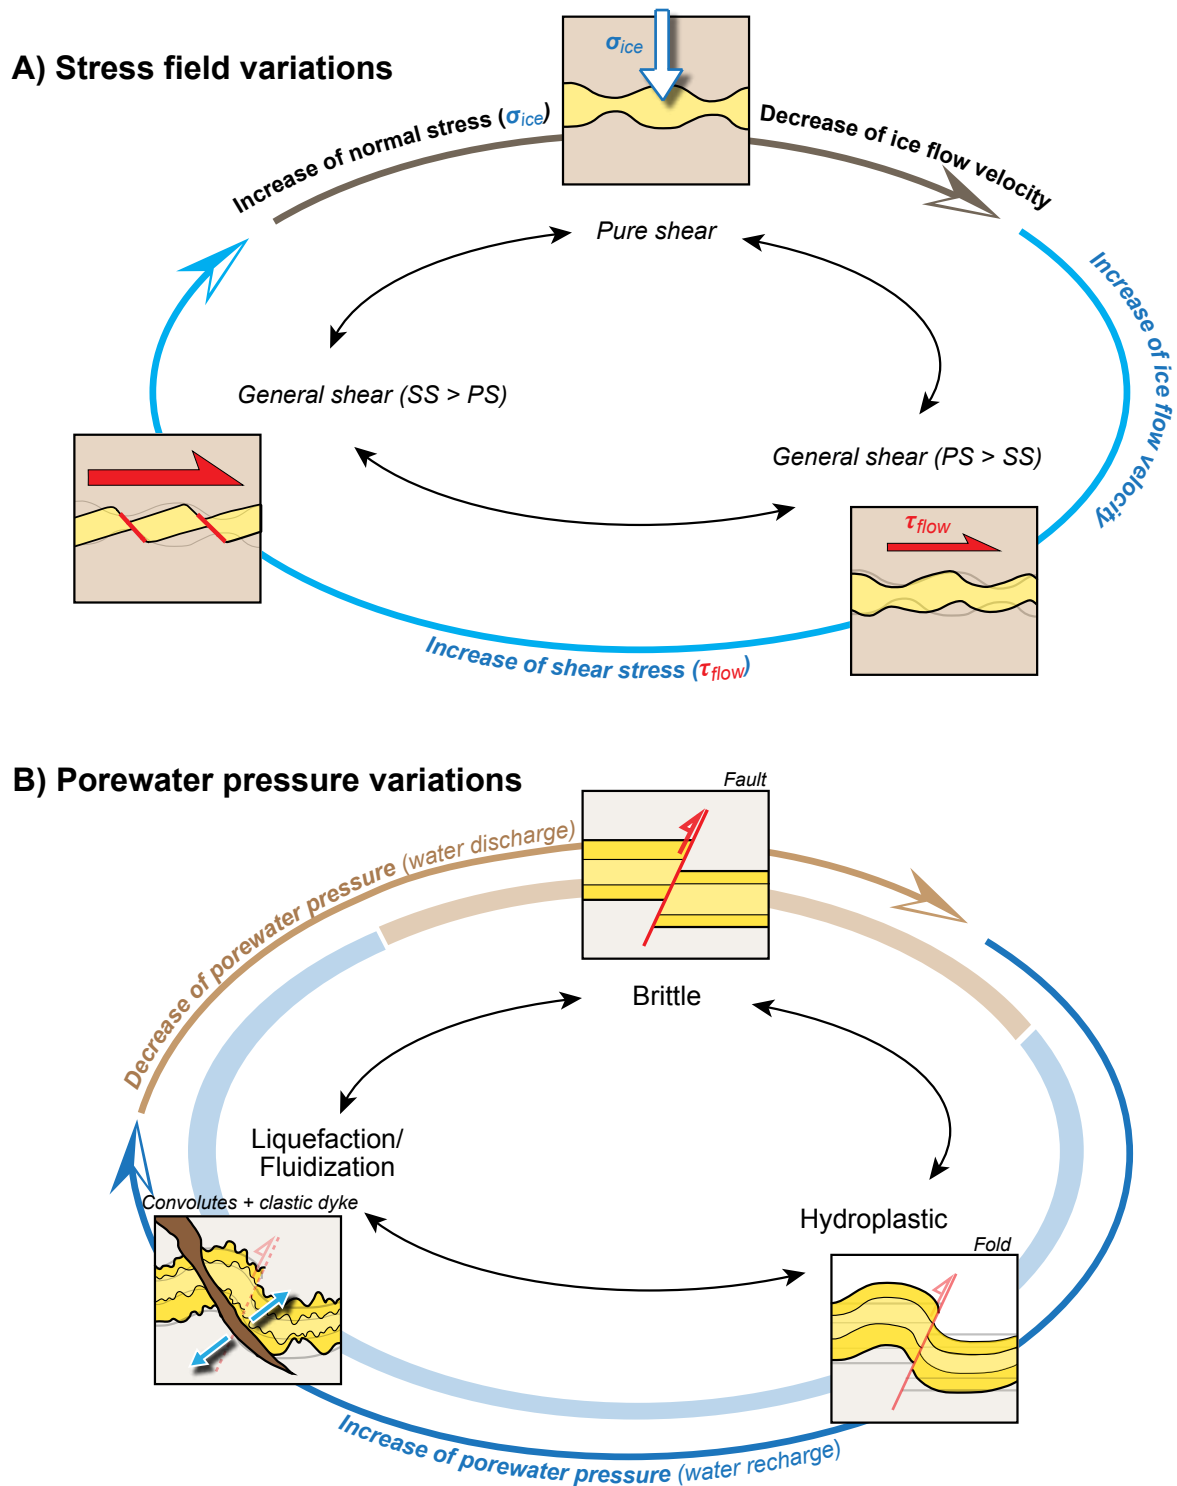 A) Stress field variations
σice
Increase of normal stress (σice)
Decrease of ice flow velocity
Pure shear
Increase of ice flow velocity
General shear (SS > PS)
General shear (PS > SS)
τflow
Increase of shear stress (τflow)
B) Porewater pressure variations
Fault
Decrease of porewater pressure (water discharge)
Brittle
Liquefaction/
Fluidization
Convolutes + clastic dyke
Hydroplastic
Fold
Increase of porewater pressure (water recharge)